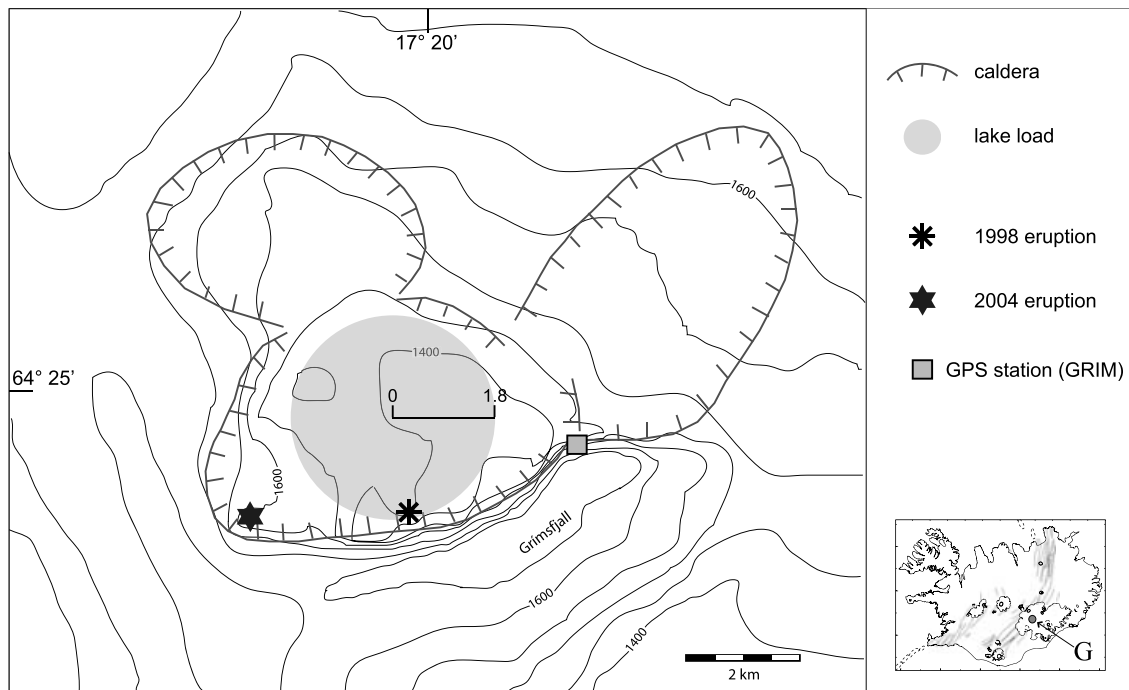 17° 20’
caldera
lake load
1600
1998 eruption
2004 eruption
1400
64° 25’
GPS station (GRIM)
0 1.8
1600
Grimsfjall
1600
1400
2 km
G